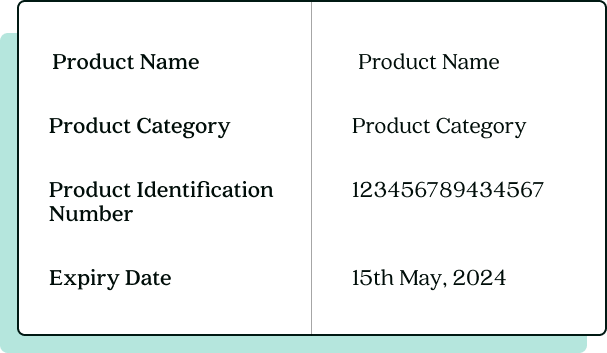 Product Name Product Name
Product Category Product Category
Product Identification 123456789434567
Number
Expiry Date 15th May, 2024